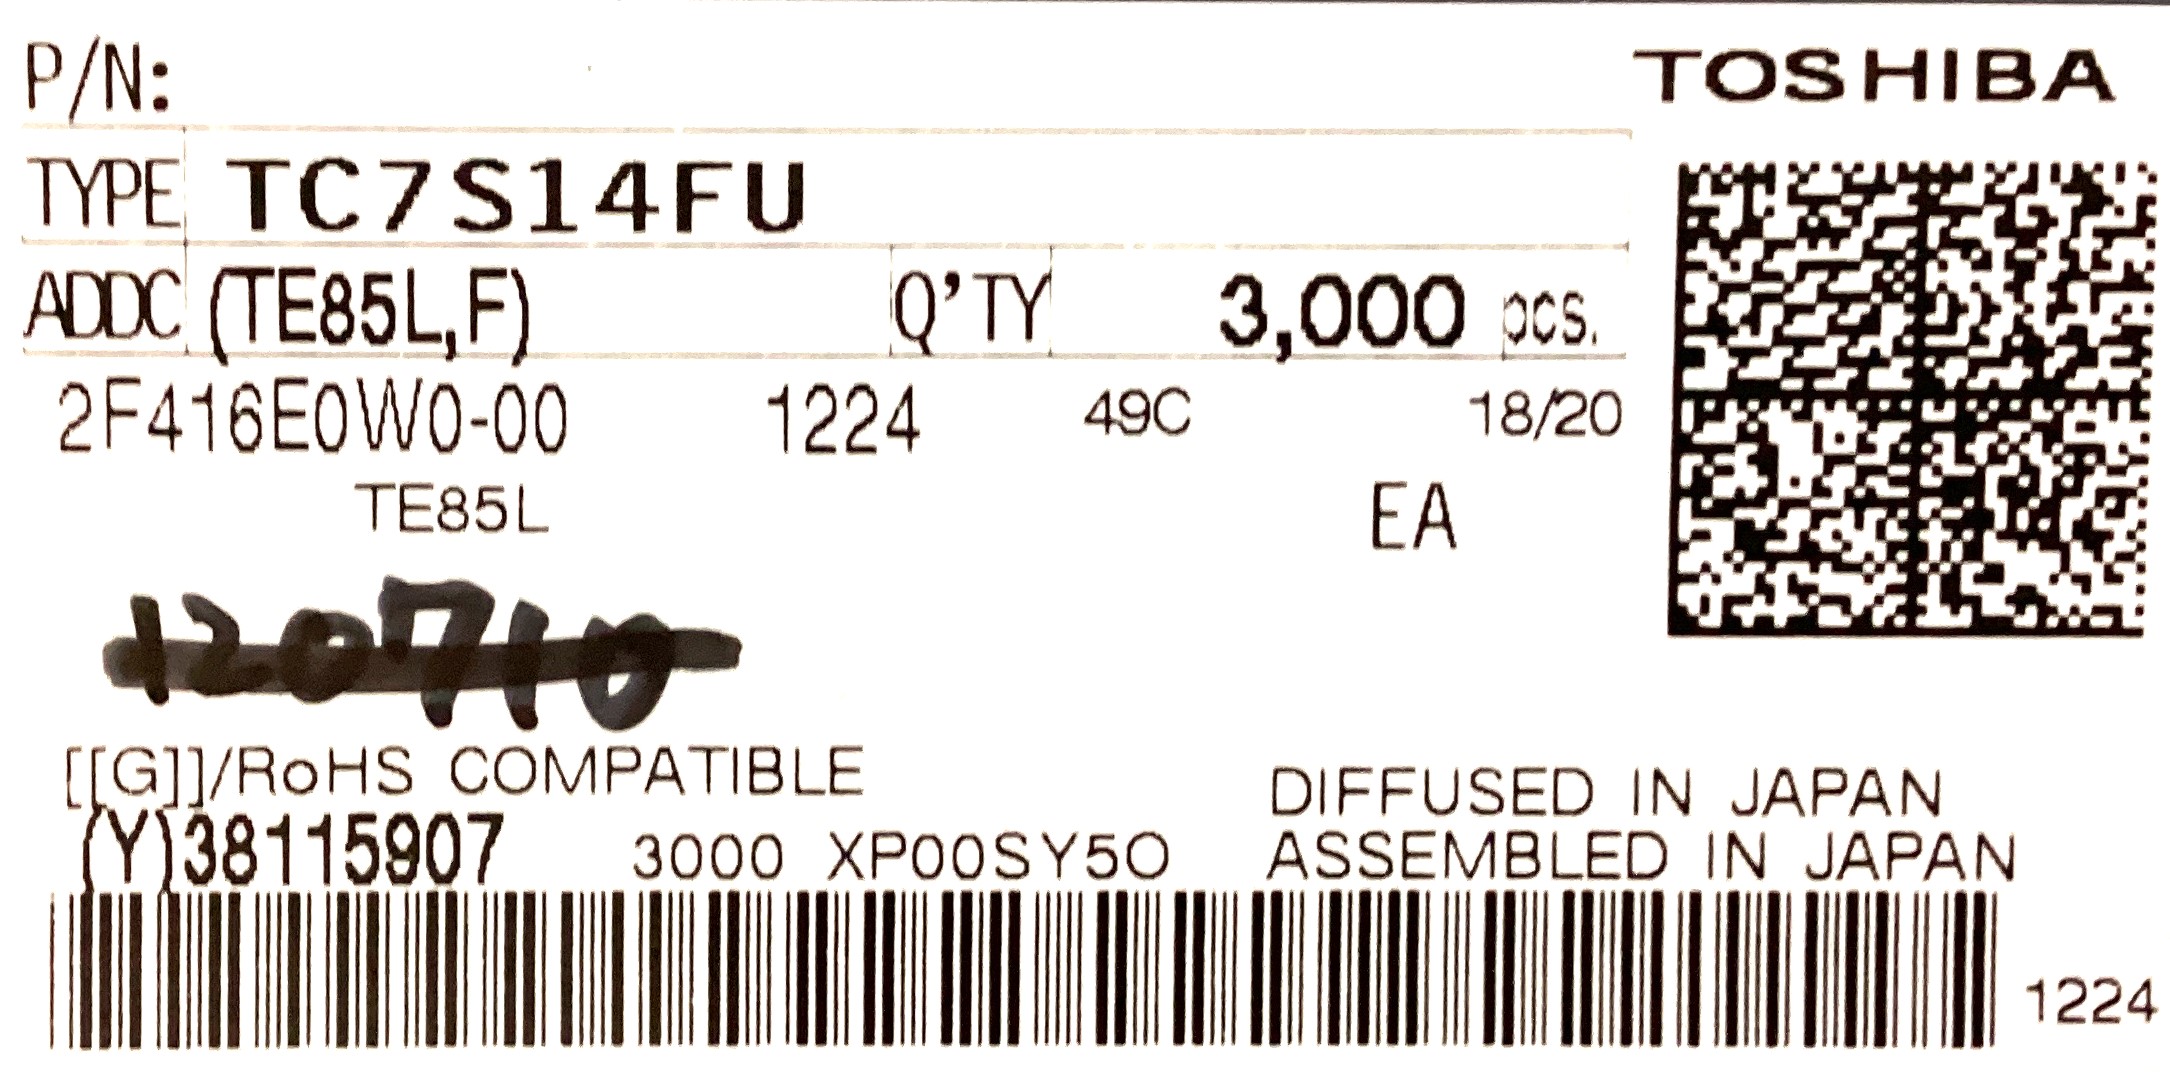 P/N:
TOSHIBA
TYPE TC7S14FU
ADDC (TE85L,F) Q'TY 3,000 pcs.
2F416E0W0-00 1224 49C 18/20
TE85L EA
120710
[[G]]/RoHS COMPATIBLE
DIFFUSED IN JAPAN
(Y)38115907 3000 XP00SY5O ASSEMBLED IN JAPAN
1224